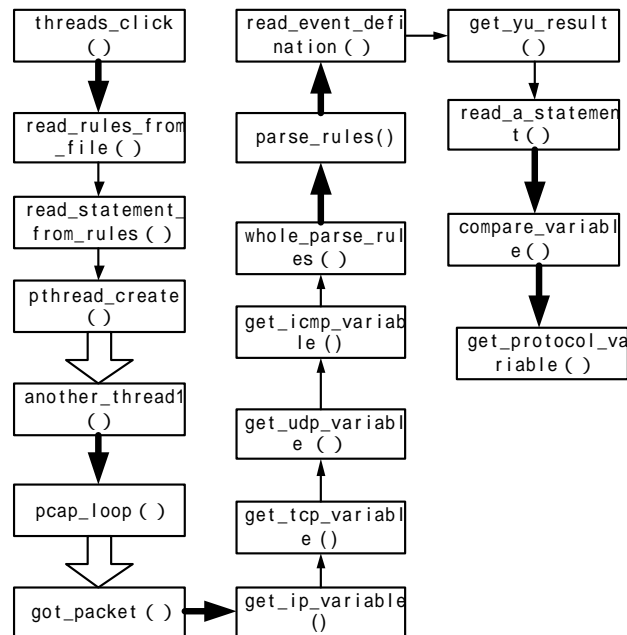 threads_click
( )
read_rules_from
_file( )
read_statement_
from_rules( )
pthread_create
( )
another_thread1
( )
pcap_loop( )
got_packet( )
read_event_defi
nation( )
parse_rules()
whole_parse_rul
es( )
get_icmp_variab
le()
get_udp_variabl
e ( )
get_tcp_variabl
e()
get_ip_variable
()
get_yu_result
( )
read_a_statemen
t( )
compare_variabl
e( )
get_protocol_va
riable( )